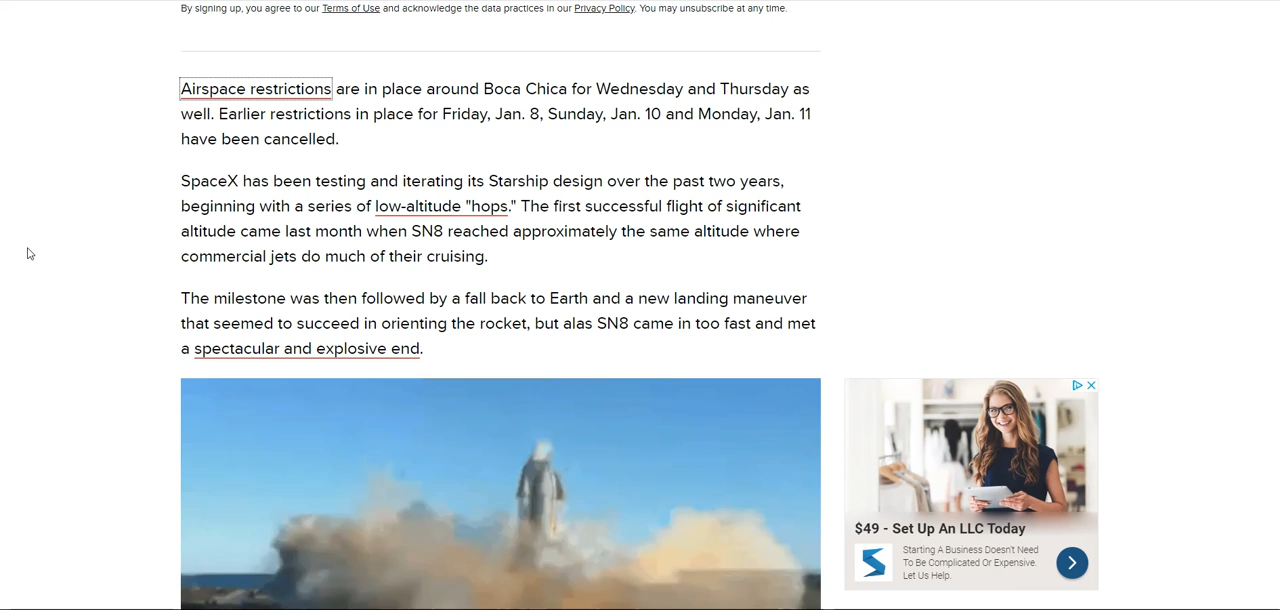 By signing up, you agree to our Terms of Use and acknowledge the data practices in our Privacy Policy. You may unsubscribe at any time.
Airspace restrictions are in place around Boca Chica for Wednesday and Thursday as
well. Earlier restrictions in place for Friday, Jan. 8, Sunday, Jan. 10 and Monday, Jan. 11
have been cancelled.
SpaceX has been testing and iterating its Starship design over the past two years,
beginning with a series of low-altitude "hops." The first successful flight of significant
altitude came last month when SN8 reached approximately the same altitude where
commercial jets do much of their cruising.
The milestone was then followed by a fall back to Earth and a new landing maneuver
that seemed to succeed in orienting the rocket, but alas SN8 came in too fast and met
a spectacular and explosive end.
$49 - Set Up An LLC Today
Starting A Business Doesn't Need
To Be Complicated Or Expensive.
Let Us Help.